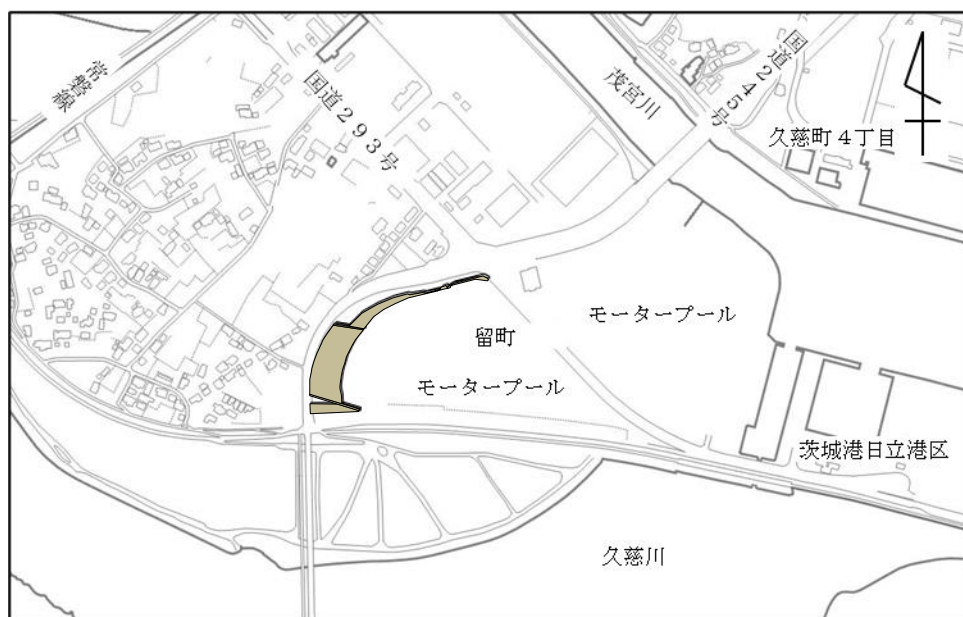 常磐線
国道293号
茂宮川
国道245号
久慈町4丁目
留町
モータープール
モータープール
茨城港日立港区
久慈川